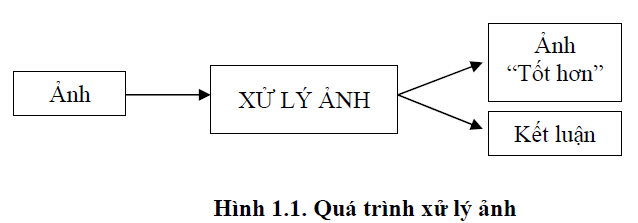 Ảnh
XỬ LÝ ẢNH
Ảnh
“Tốt hơn”
Kết luận
Hình 1.1. Quá trình xử lý ảnh